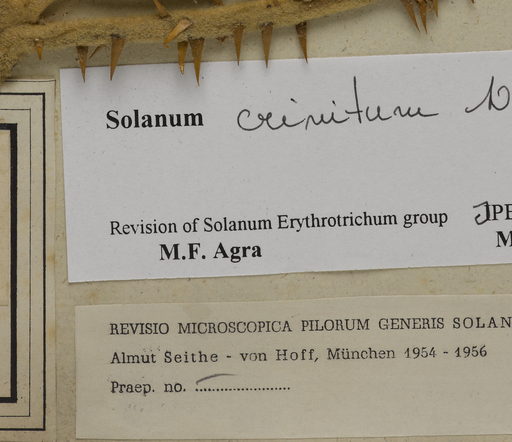 Solanum crinitum
Revision of Solanum Erythrotrichum group
M.F. Agra
REVISIO MICROSCOPICA PILORUM GENERIS SOLAN
Almut Seithe - von Hoff, München 1954 - 1956
Praep. no. ........................